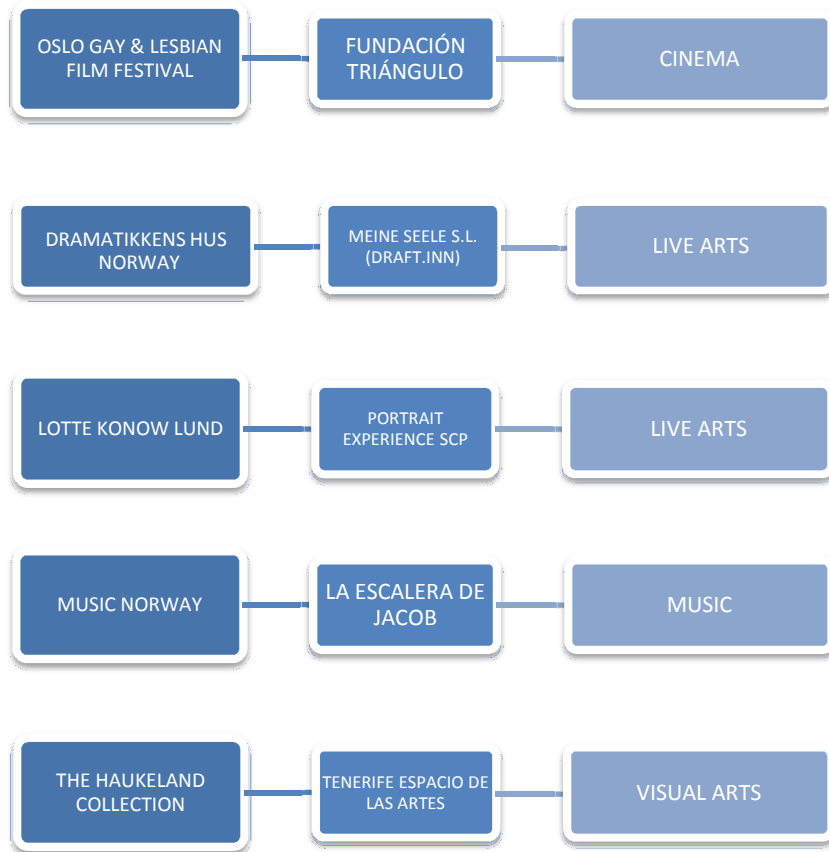 OSLO GAY & LESBIAN
FILM FESTIVAL
FUNDACIÓN
TRIÁNGULO
CINEMA
DRAMATIKKENS HUS
NORWAY
MEINE SEELE S.L.
(DRAFT.INN)
LIVE ARTS
LOTTE KONOW LUND
PORTRAIT
EXPERIENCE SCP
LIVE ARTS
MUSIC NORWAY
LA ESCALERA DE
JACOB
MUSIC
THE HAUKELAND
COLLECTION
TENERIFE ESPACIO DE
LAS ARTES
VISUAL ARTS